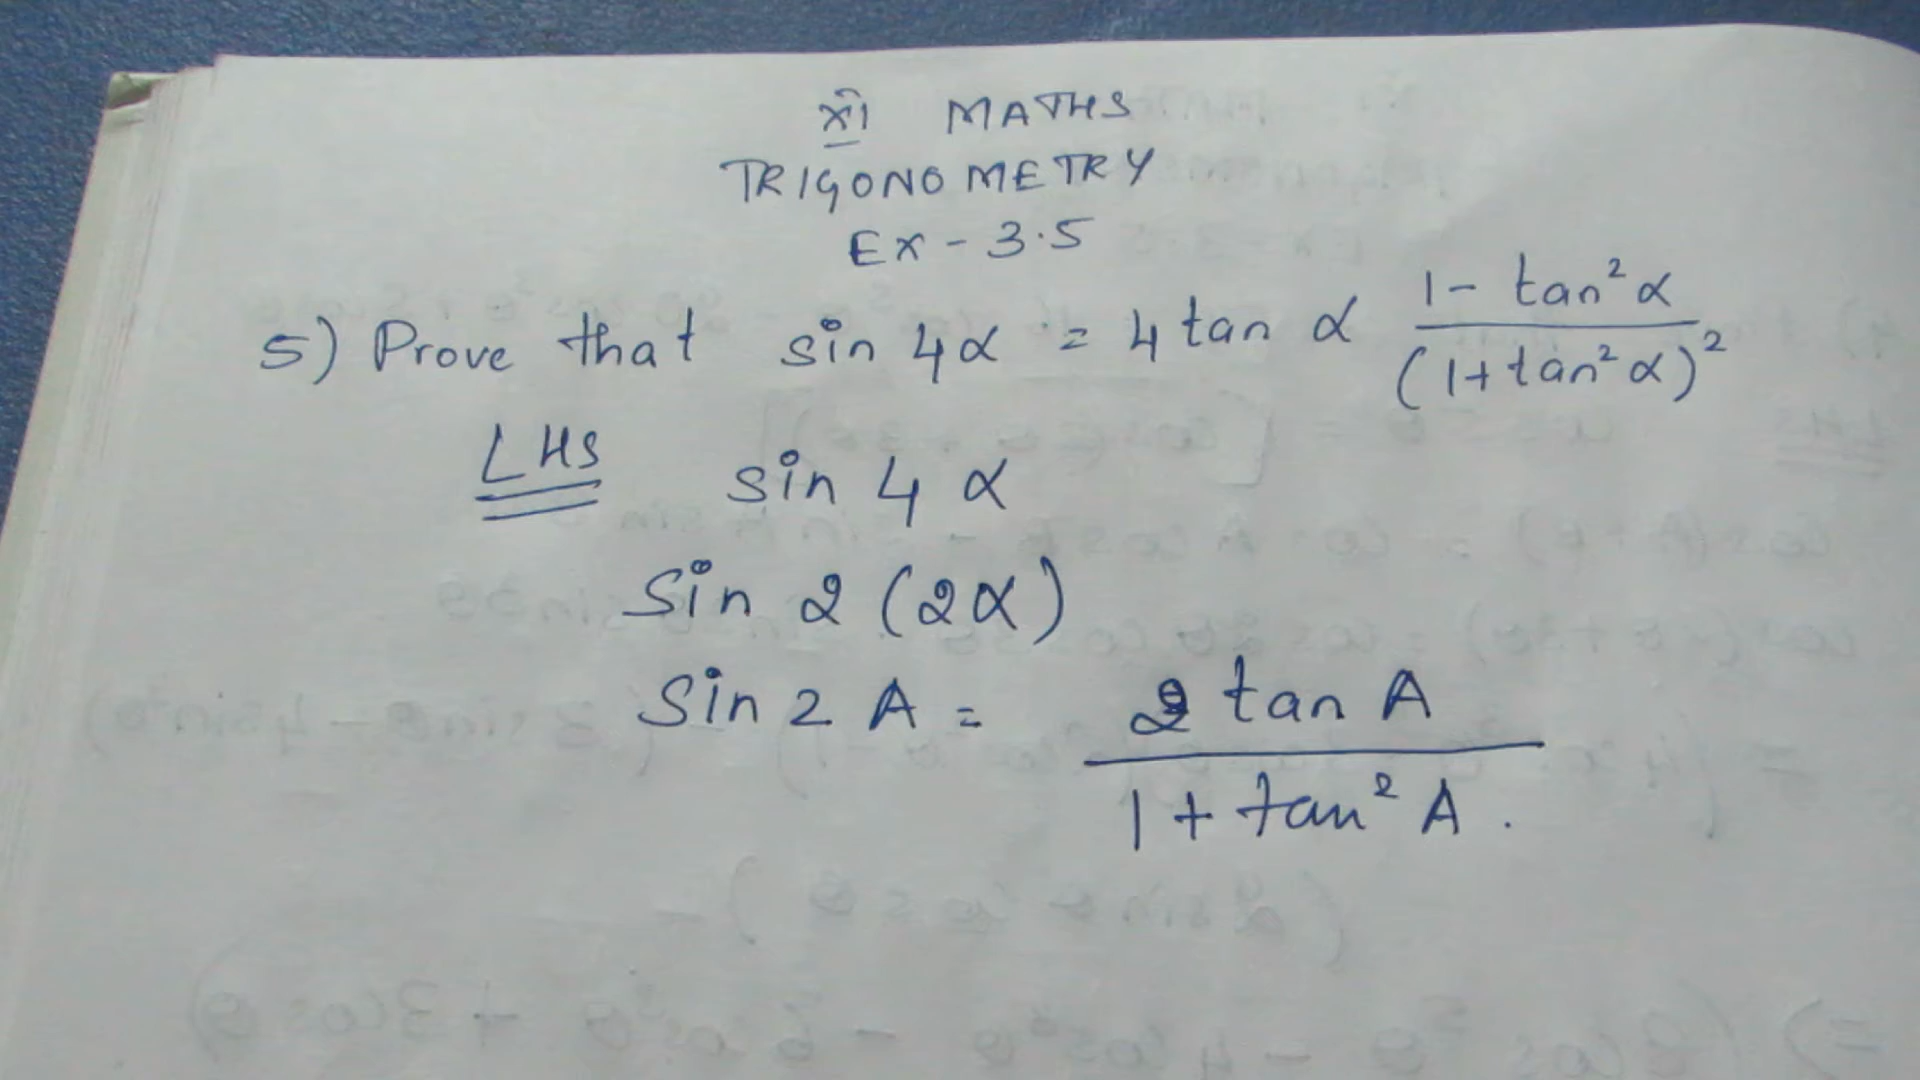 XI MATHS
TRIGONOMETRY
EX - 3.5
5) Prove that sin 4α = 4 tan α (1 - tan²α) / (1 + tan²α)²
LHS sin 4 α
Sin 2 (2α)
Sin 2 A = 2 tan A / 1 + tan² A.